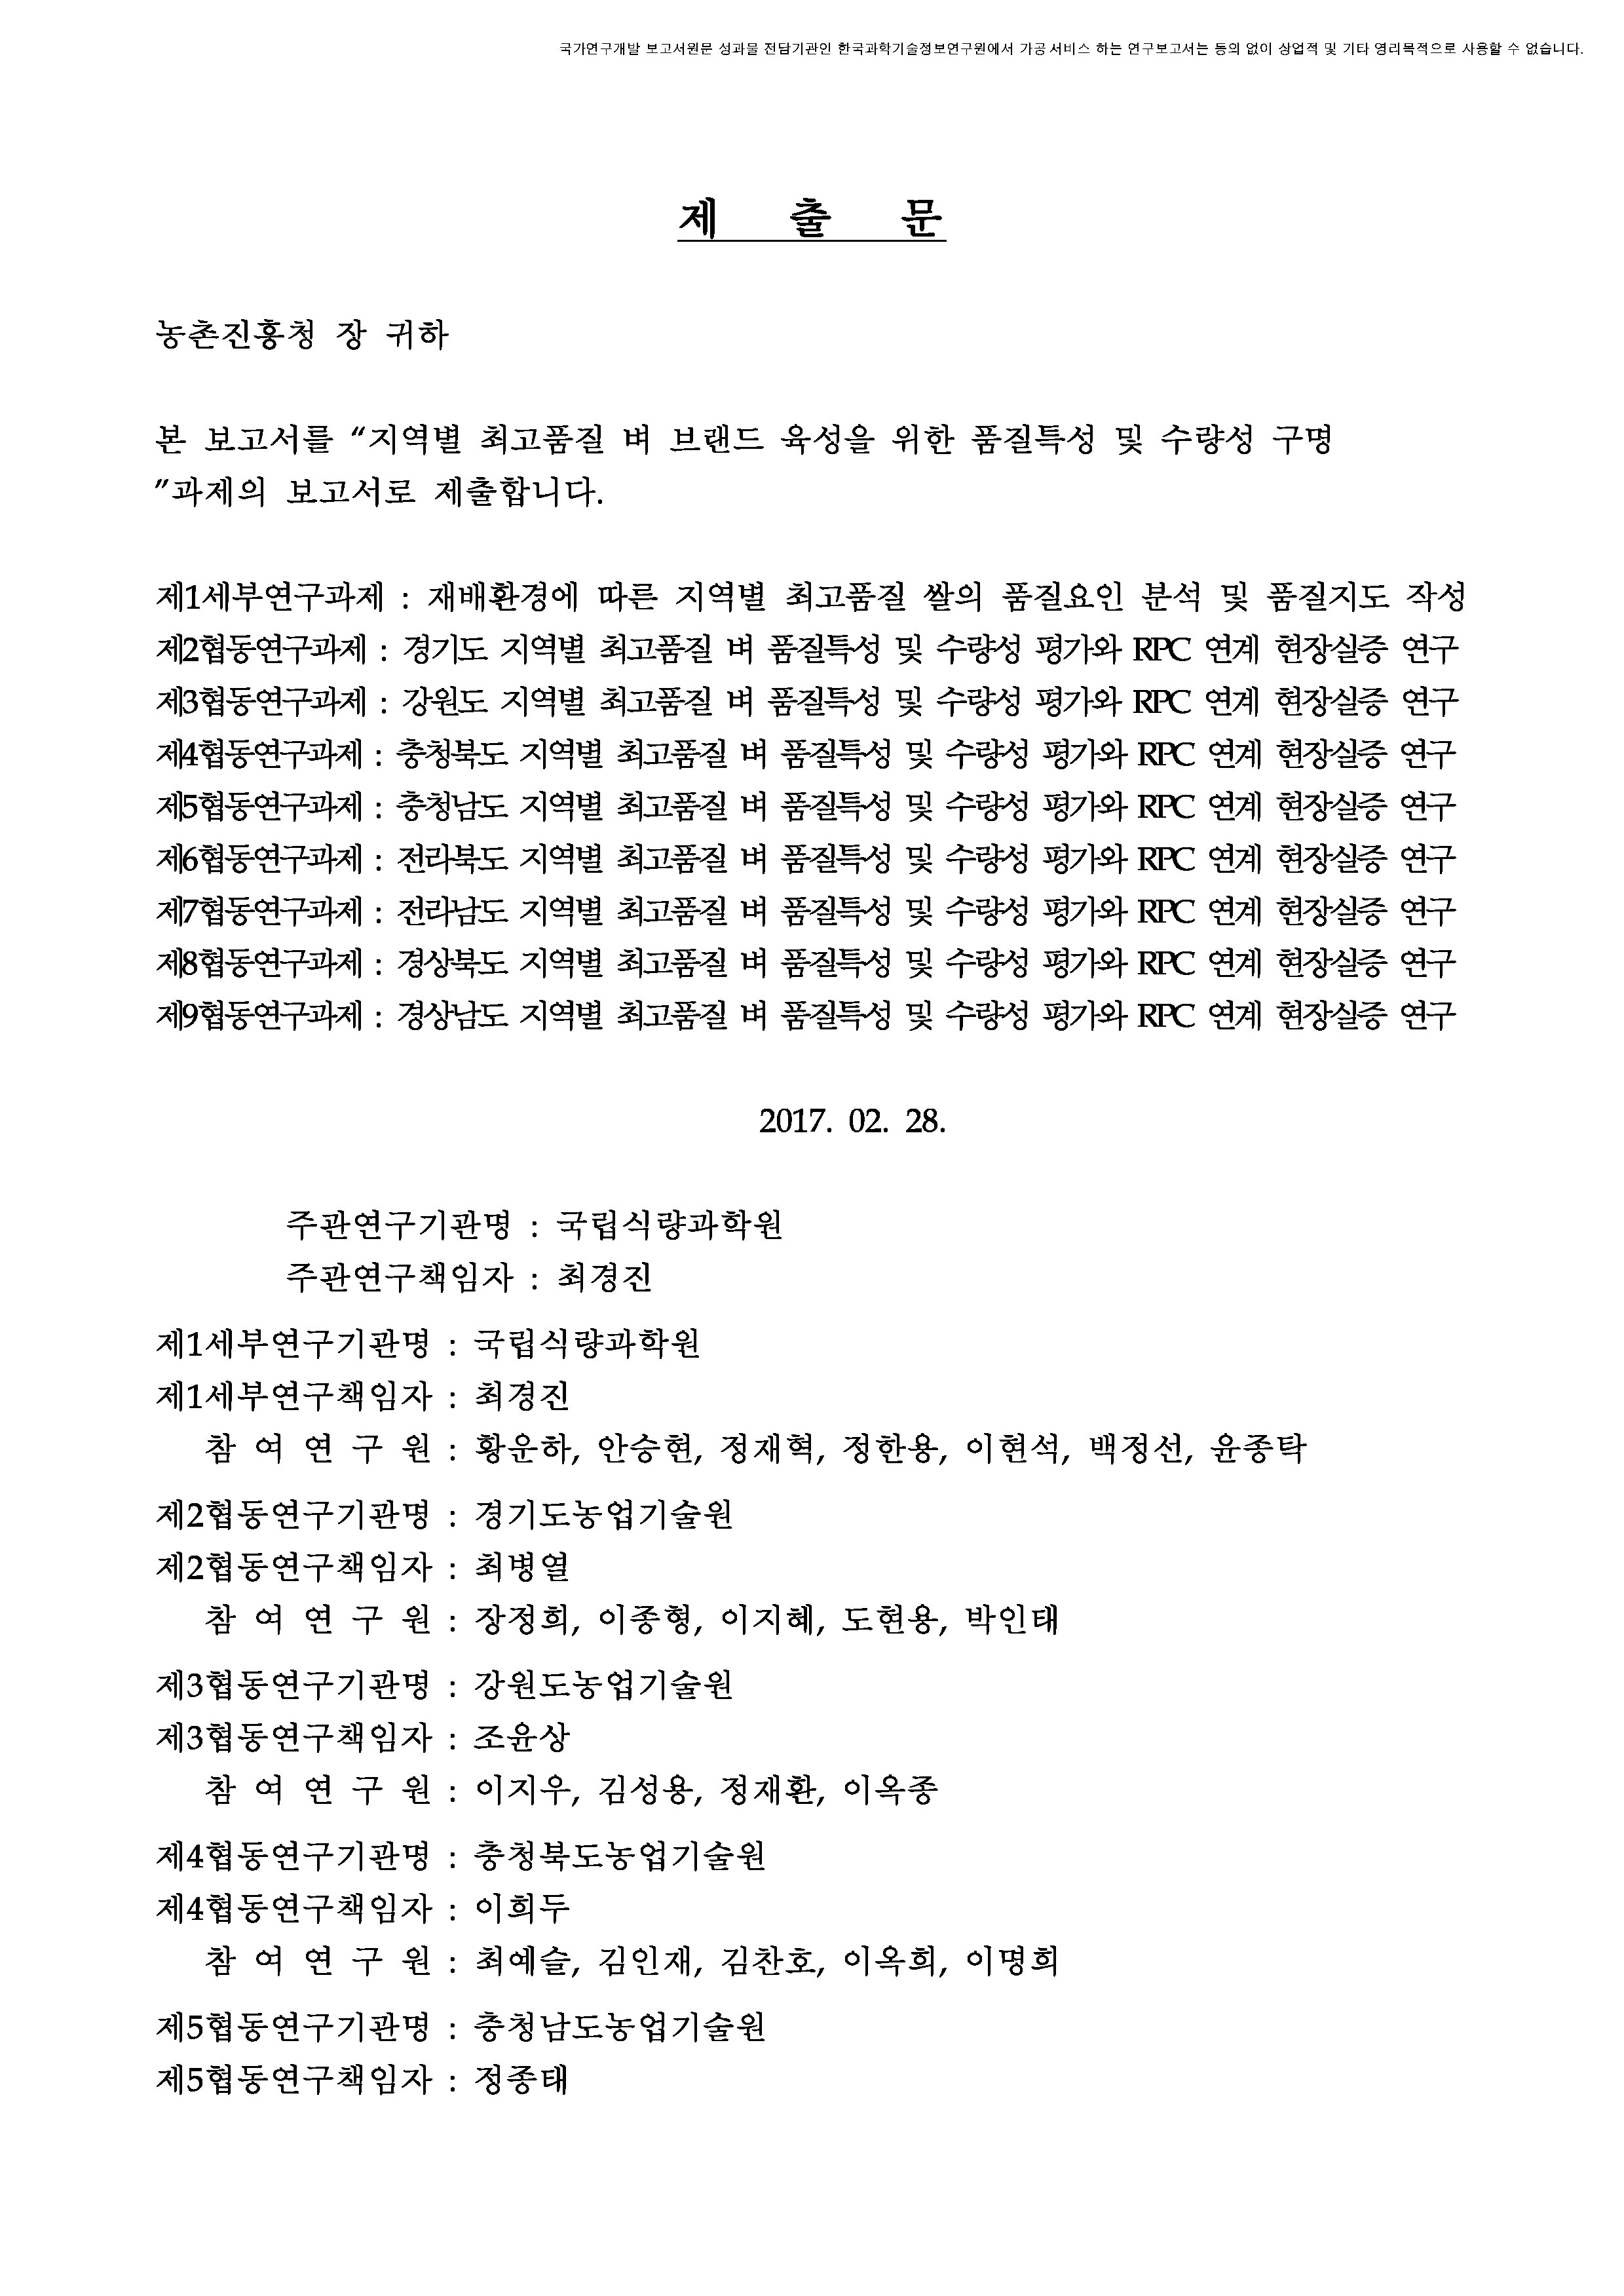 국가연구개발 보고서원문 성과물 전담기관인 한국과학기술정보연구원에서 가공·서비스 하는 연구보고서는 동의 없이 상업적 및 기타 영리목적으로 사용할 수 없습니다.
제 출 문
농촌진흥청 장 귀하
본 보고서를 “지역별 최고품질 벼 브랜드 육성을 위한 품질특성 및 수량성 구명
”과제의 보고서로 제출합니다.
제1세부연구과제 : 재배환경에 따른 지역별 최고품질 쌀의 품질요인 분석 및 품질지도 작성
제2협동연구과제 : 경기도 지역별 최고품질 벼 품질특성 및 수량성 평가와 RPC 연계 현장실증 연구
제3협동연구과제 : 강원도 지역별 최고품질 벼 품질특성 및 수량성 평가와 RPC 연계 현장실증 연구
제4협동연구과제 : 충청북도 지역별 최고품질 벼 품질특성 및 수량성 평가와 RPC 연계 현장실증 연구
제5협동연구과제 : 충청남도 지역별 최고품질 벼 품질특성 및 수량성 평가와 RPC 연계 현장실증 연구
제6협동연구과제 : 전라북도 지역별 최고품질 벼 품질특성 및 수량성 평가와 RPC 연계 현장실증 연구
제7협동연구과제 : 전라남도 지역별 최고품질 벼 품질특성 및 수량성 평가와 RPC 연계 현장실증 연구
제8협동연구과제 : 경상북도 지역별 최고품질 벼 품질특성 및 수량성 평가와 RPC 연계 현장실증 연구
제9협동연구과제 : 경상남도 지역별 최고품질 벼 품질특성 및 수량성 평가와 RPC 연계 현장실증 연구
2017. 02. 28.
주관연구기관명 : 국립식량과학원
주관연구책임자 : 최경진
제1세부연구기관명 : 국립식량과학원
제1세부연구책임자 : 최경진
참 여 연 구 원 : 황운하, 안승현, 정재혁, 정한용, 이현석, 백정선, 윤종탁
제2협동연구기관명 : 경기도농업기술원
제2협동연구책임자 : 최병열
참 여 연 구 원 : 장정희, 이종형, 이지혜, 도현용, 박인태
제3협동연구기관명 : 강원도농업기술원
제3협동연구책임자 : 조윤상
참 여 연 구 원 : 이지우, 김성용, 정재환, 이옥종
제4협동연구기관명 : 충청북도농업기술원
제4협동연구책임자 : 이희두
참 여 연 구 원 : 최예슬, 김인재, 김찬호, 이옥희, 이명희
제5협동연구기관명 : 충청남도농업기술원
제5협동연구책임자 : 정종태